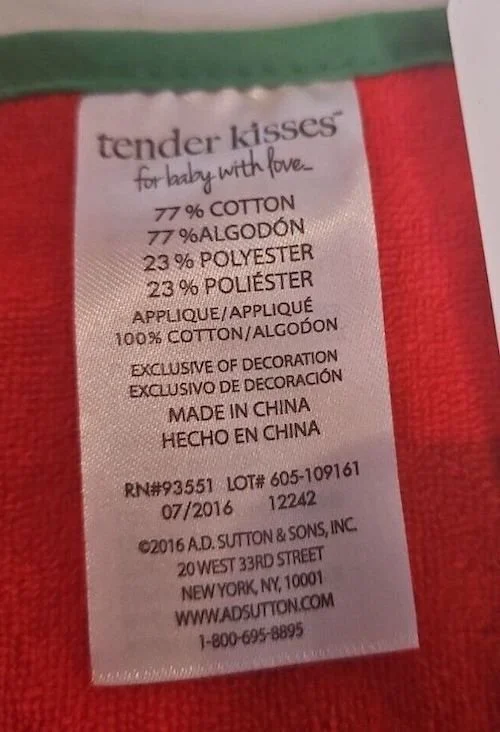 tender kisses™
for baby with love
77% COTTON
77%ALGODÓN
23% POLYESTER
23% POLIÉSTER
APPLIQUE/APPLIQUÉ
100% COTTON/ALGODÓN
EXCLUSIVE OF DECORATION
EXCLUSIVO DE DECORACIÓN
MADE IN CHINA
HECHO EN CHINA
RN#93551 LOT# 605-109161
07/2016 12242
©2016 A.D. SUTTON & SONS, INC.
20 WEST 33RD STREET
NEW YORK, NY, 10001
WWW.ADSUTTON.COM
1-800-695-8895